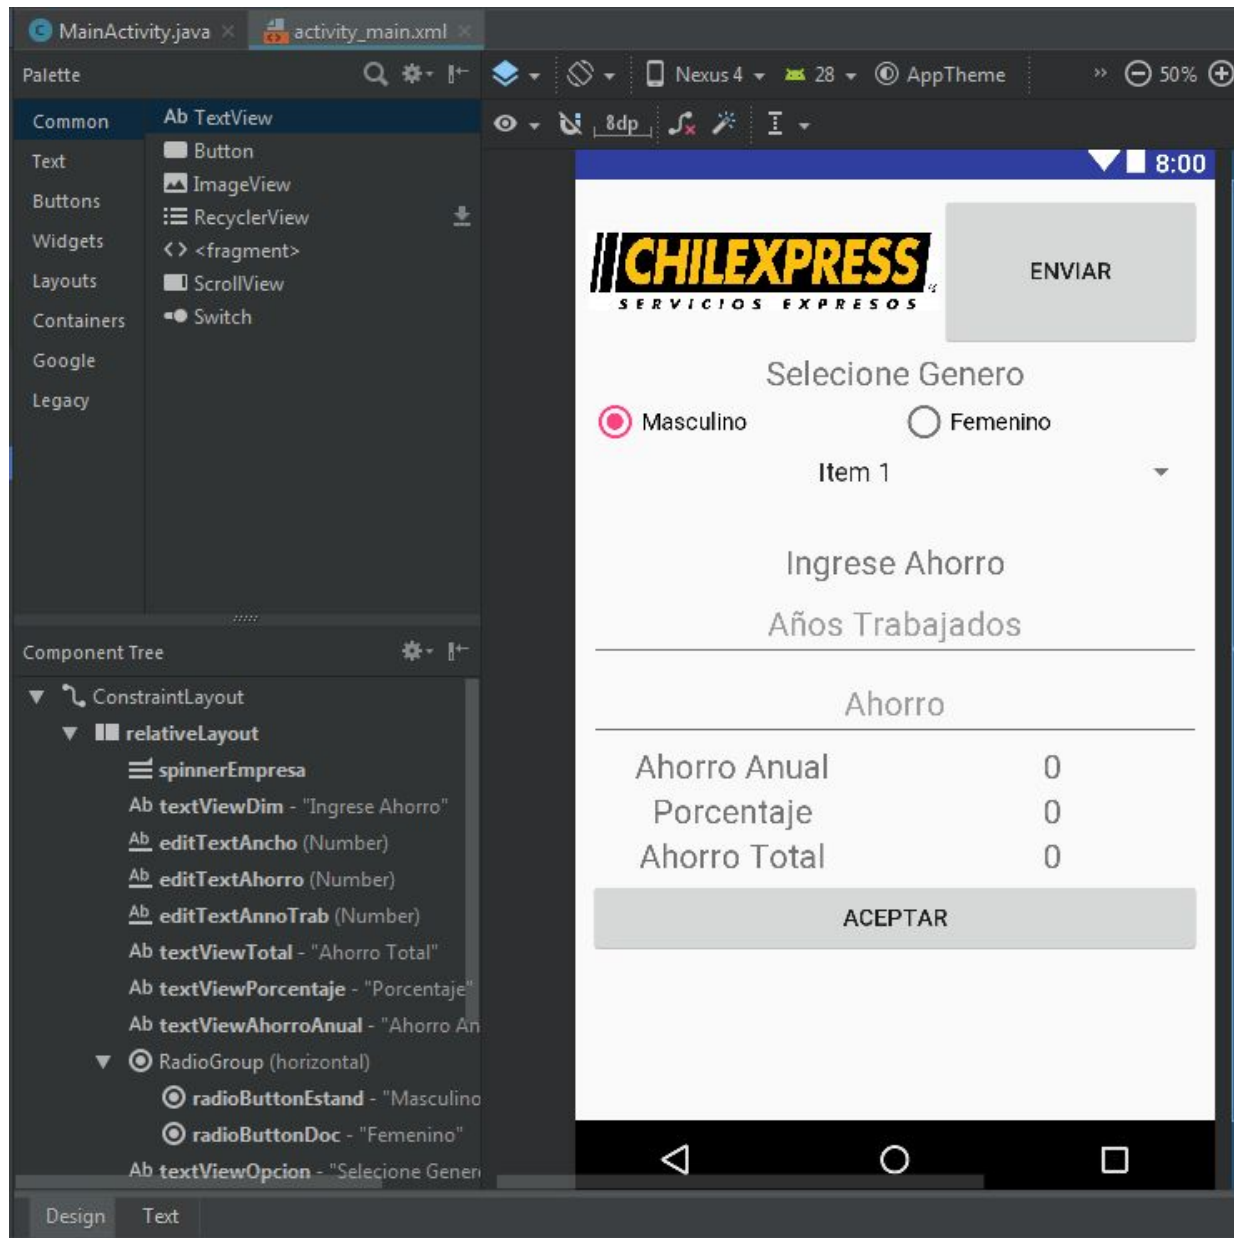 MainActivity.java
activity_main.xml
Palette
Nexus 4
28
AppTheme
50%
Common
Text
Buttons
Widgets
Layouts
Containers
Google
Legacy
Ab TextView
Button
ImageView
RecyclerView
<> <fragment>
ScrollView
Switch
8dp
8:00
CHILEXPRESS
SERVICIOS EXPRESOS
ENVIAR
Selecione Genero
Masculino
Femenino
Item 1
Ingrese Ahorro
Años Trabajados
Ahorro
Ahorro Anual 0
Porcentaje 0
Ahorro Total 0
ACEPTAR
Component Tree
ConstraintLayout
relativeLayout
spinnerEmpresa
Ab textViewDim - "Ingrese Ahorro"
Ab editTextAncho (Number)
Ab editTextAhorro (Number)
Ab editTextAnnoTrab (Number)
Ab textViewTotal - "Ahorro Total"
Ab textViewPorcentaje - "Porcentaje"
Ab textViewAhorroAnual - "Ahorro An
RadioGroup (horizontal)
radioButtonEstand - "Masculino
radioButtonDoc - "Femenino"
Ab textViewOpcion - "Selecione Gener
Design
Text